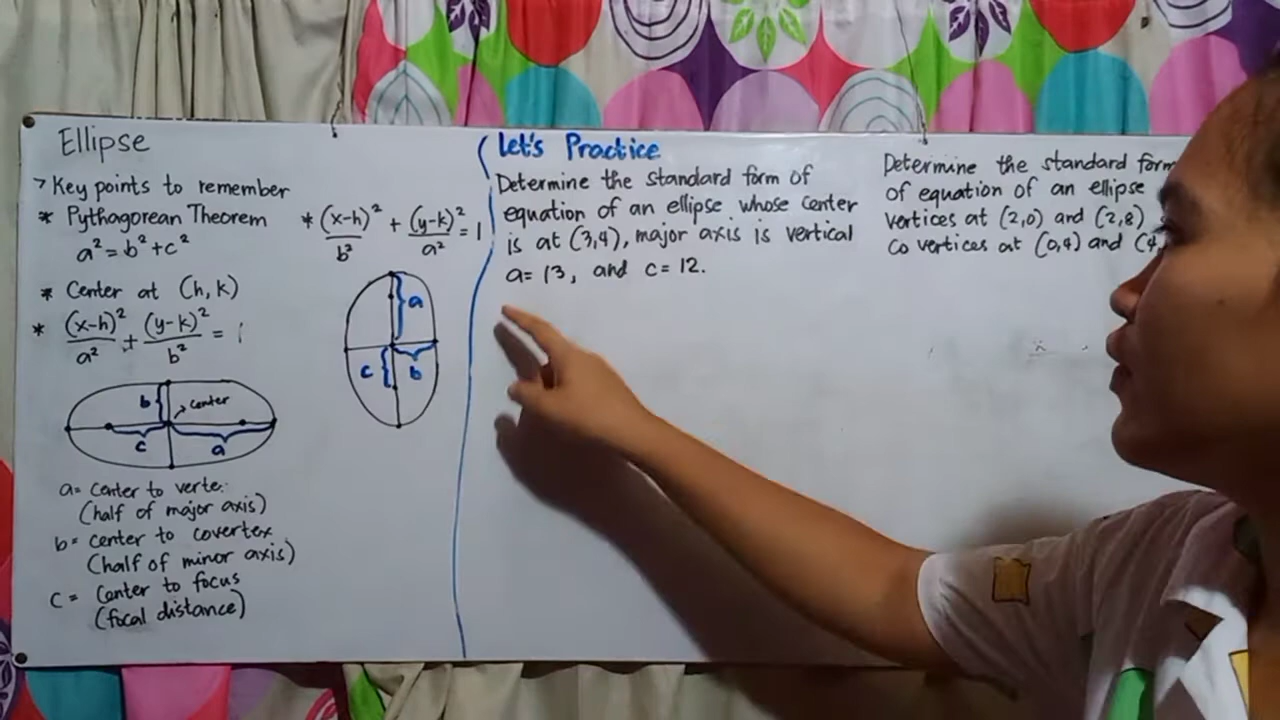 Ellipse
> Key points to remember
* Pythagorean Theorem
a² = b² + c²
* Center at (h, k)
* (x-h)²/a² + (y-k)²/b² = 1
b
center
c
a
a = center to verte
(half of major axis)
b = center to covertex
(half of minor axis)
c = center to focus
(focal distance)
* (x-h)²/b² + (y-k)²/a² = 1
a
c
b
Let's Practice
Determine the standard form of
equation of an ellipse whose center
is at (3,4), major axis is vertical
a = 13, and c = 12.
Determine the standard form
of equation of an ellipse
vertices at (2,0) and (2,8)
Co vertices at (0,4) and (4,